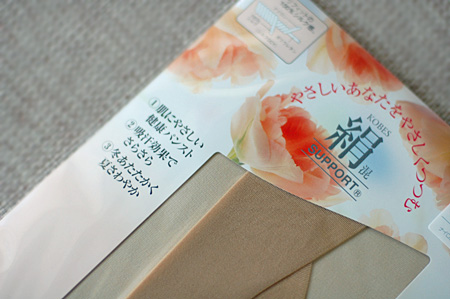 やさしいあなたをやさしくつつむ
KOBES
絹混
SUPPORT®
①肌にやさしい
健康パンスト
②吸汗効果で
さらさら
③冬あたたかく
夏さわやか